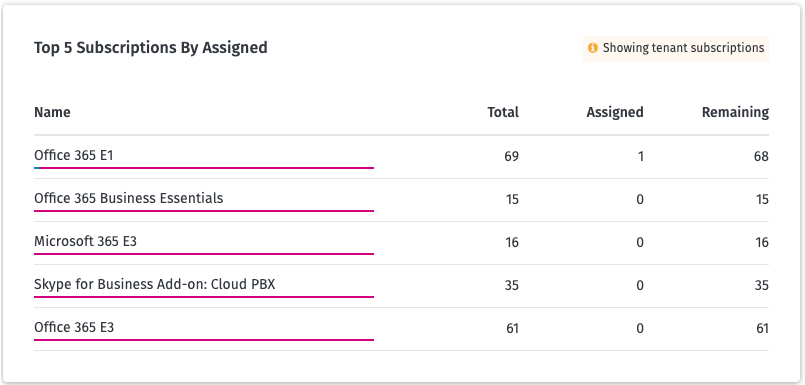 Top 5 Subscriptions By Assigned
Showing tenant subscriptions
Name Total Assigned Remaining
Office 365 E1 69 1 68
Office 365 Business Essentials 15 0 15
Microsoft 365 E3 16 0 16
Skype for Business Add-on: Cloud PBX 35 0 35
Office 365 E3 61 0 61